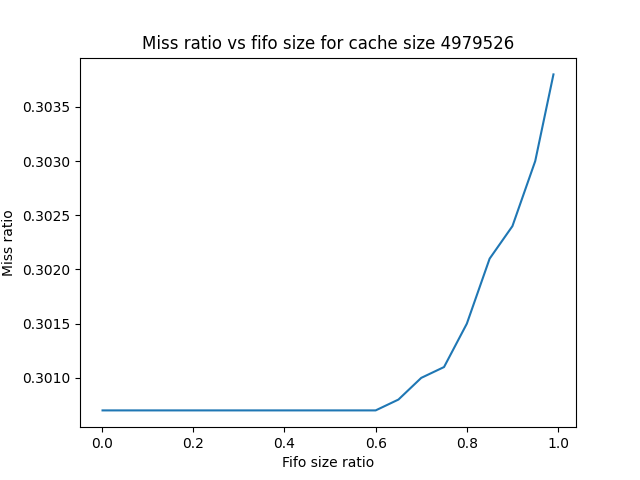 Miss ratio vs fifo size for cache size 4979526
0.3035
0.3030
0.3025
0.3020
0.3015
0.3010
Miss ratio
0.0 0.2 0.4 0.6 0.8 1.0
Fifo size ratio